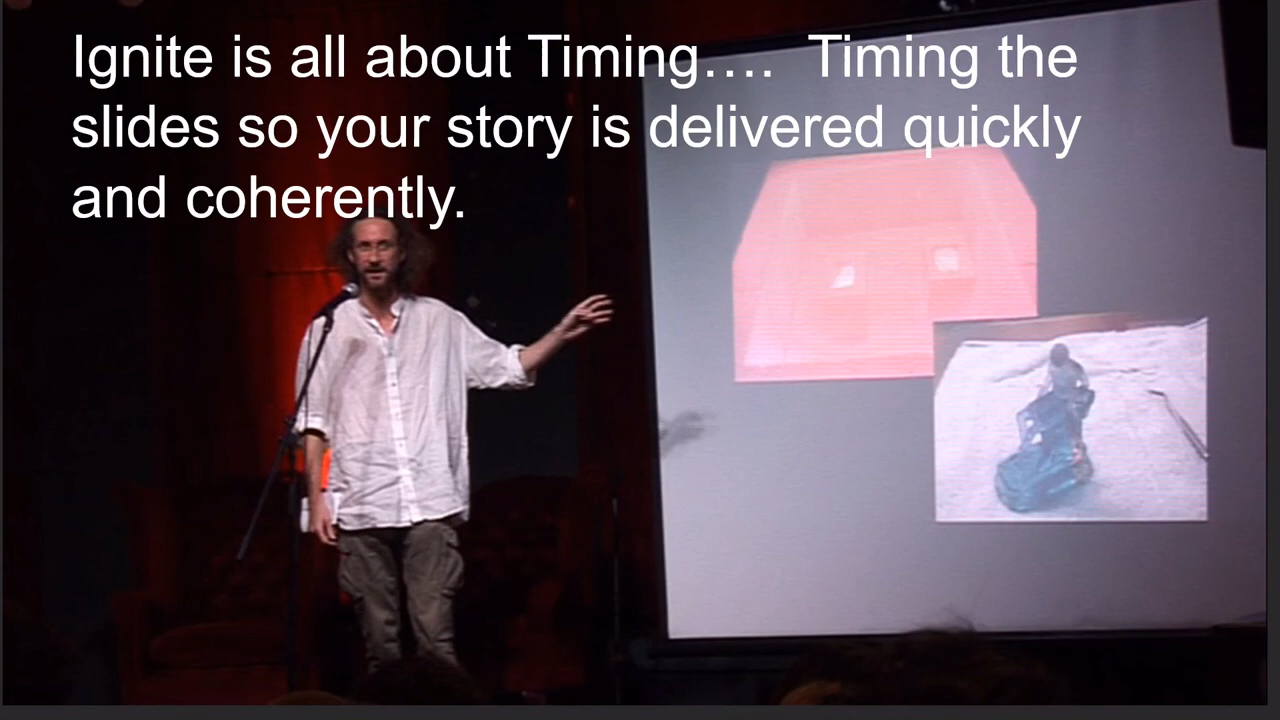 Ignite is all about Timing….  Timing the
slides so your story is delivered quickly
and coherently.